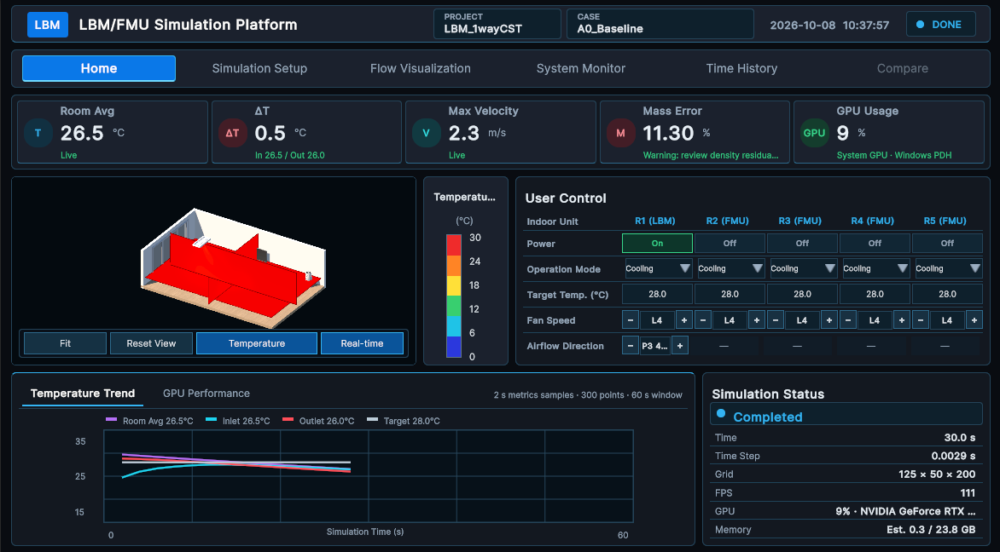 LBM LBM/FMU Simulation Platform
PROJECT
LBM_1wayCST
CASE
A0_Baseline
2026-10-08 10:37:57
DONE
Home Simulation Setup Flow Visualization System Monitor Time History Compare
Room Avg
T 26.5 °C
Live
ΔT
ΔT 0.5 °C
In 26.5 / Out 26.0
Max Velocity
V 2.3 m/s
Live
Mass Error
M 11.30 %
Warning: review density residua...
GPU Usage
GPU 9 %
System GPU · Windows PDH
Fit Reset View Temperature Real-time
Temperatu...
(°C)
30
24
18
12
6
0
User Control
Indoor Unit R1 (LBM) R2 (FMU) R3 (FMU) R4 (FMU) R5 (FMU)
Power On Off Off Off Off
Operation Mode Cooling Cooling Cooling Cooling Cooling
Target Temp. (°C) 28.0 28.0 28.0 28.0 28.0
Fan Speed − L4 + − L4 + − L4 + − L4 + − L4 +
Airflow Direction − P3 4... + — — — —
Temperature Trend GPU Performance 2 s metrics samples · 300 points · 60 s window
Room Avg 26.5°C Inlet 26.5°C Outlet 26.0°C Target 28.0°C
35
25
15
0 Simulation Time (s) 60
Simulation Status
Completed
Time 30.0 s
Time Step 0.0029 s
Grid 125 × 50 × 200
FPS 111
GPU 9% · NVIDIA GeForce RTX ...
Memory Est. 0.3 / 23.8 GB